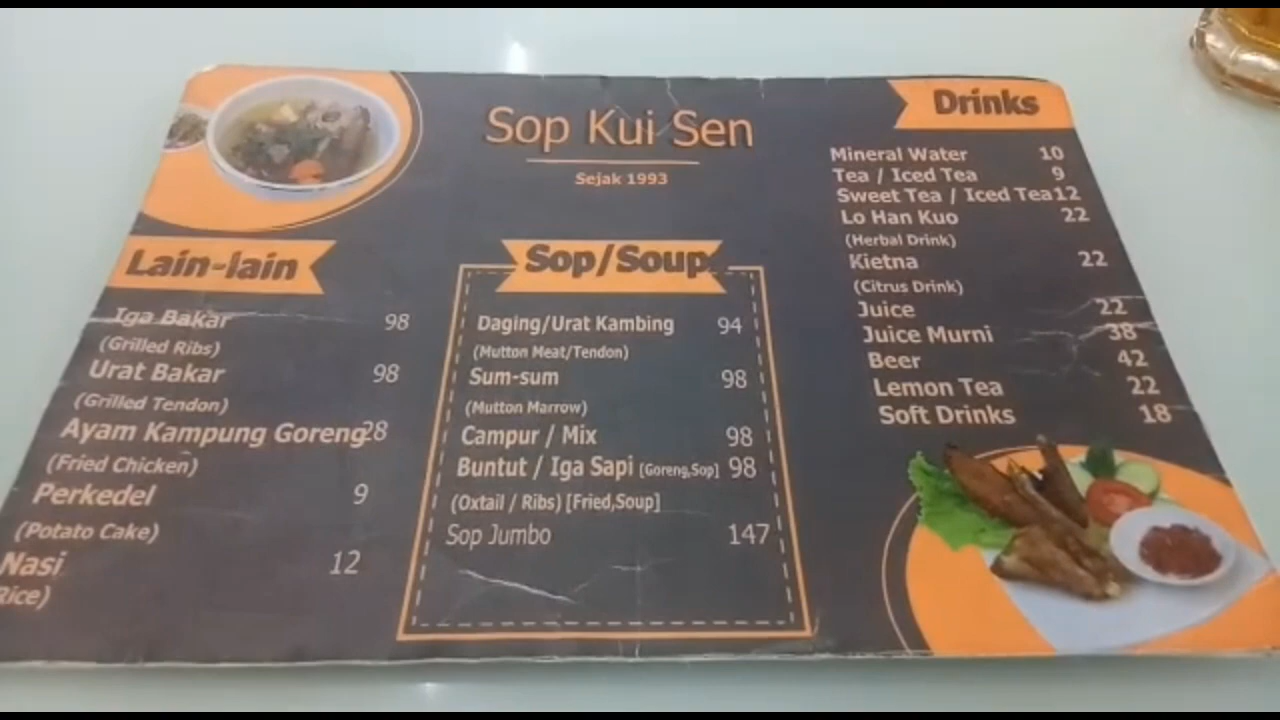 Sop Kui Sen
Sejak 1993
Lain-lain
Iga Bakar 98
(Grilled Ribs)
Urat Bakar 98
(Grilled Tendon)
Ayam Kampung Goreng 28
(Fried Chicken)
Perkedel 9
(Potato Cake)
Nasi 12
Rice)
Sop/Soup
Daging/Urat Kambing 94
(Mutton Meat/Tendon)
Sum-sum 98
(Mutton Marrow)
Campur / Mix 98
Buntut / Iga Sapi [Goreng,Sop] 98
(Oxtail / Ribs) [Fried,Soup]
Sop Jumbo 147
Drinks
Mineral Water 10
Tea / Iced Tea 9
Sweet Tea / Iced Tea 12
Lo Han Kuo 22
(Herbal Drink)
Kietna 22
(Citrus Drink)
Juice 22
Juice Murni 38
Beer 42
Lemon Tea 22
Soft Drinks 18